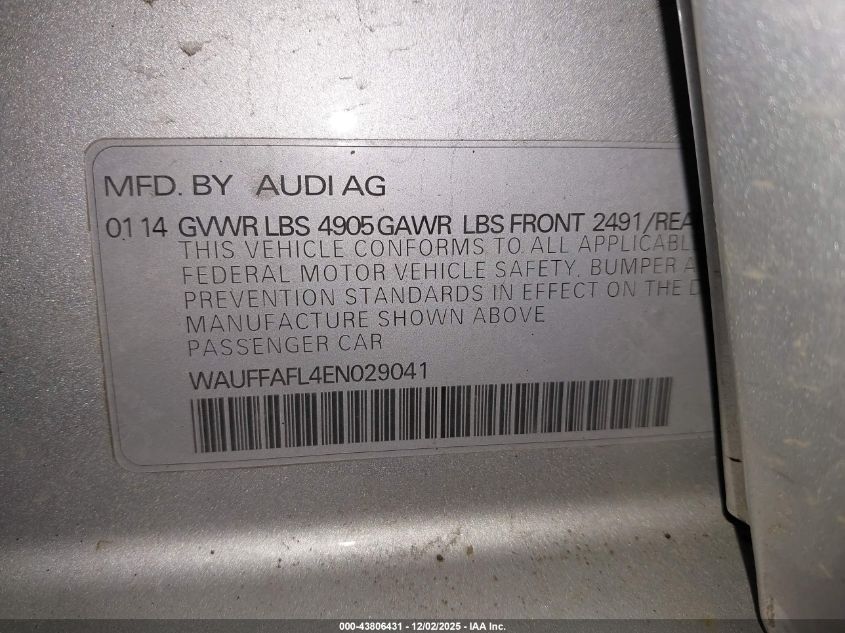 MFD. BY AUDI AG
01 14 GVWR LBS 4905 GAWR LBS FRONT 2491/REA
THIS VEHICLE CONFORMS TO ALL APPLICABL
FEDERAL MOTOR VEHICLE SAFETY, BUMPER A
PREVENTION STANDARDS IN EFFECT ON THE D
MANUFACTURE SHOWN ABOVE
PASSENGER CAR
WAUFFAFL4EN029041
000-43806431 - 12/02/2025 - IAA Inc.